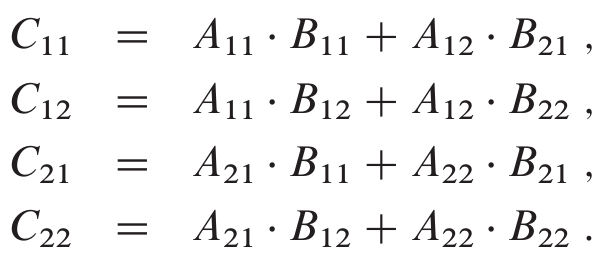 C₁₁ = A₁₁ · B₁₁ + A₁₂ · B₂₁ ,
C₁₂ = A₁₁ · B₁₂ + A₁₂ · B₂₂ ,
C₂₁ = A₂₁ · B₁₁ + A₂₂ · B₂₁ ,
C₂₂ = A₂₁ · B₁₂ + A₂₂ · B₂₂ .